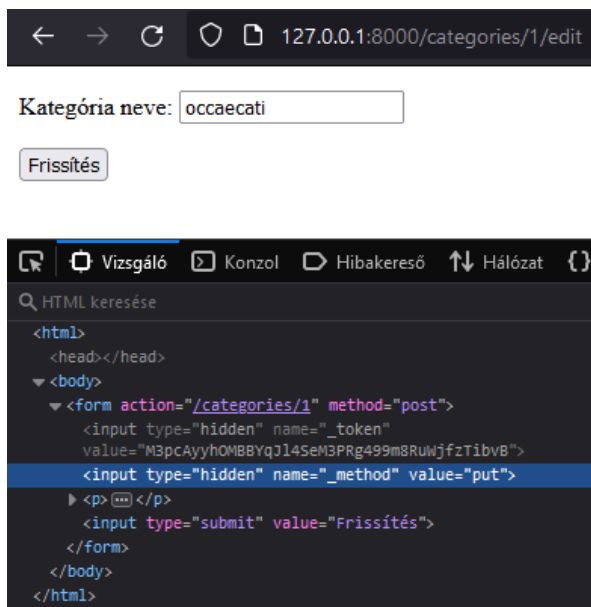 127.0.0.1:8000/categories/1/edit
Kategória neve: occaecati
Frissítés
Vizsgáló Konzol Hibakereső Hálózat {}
HTML keresése
<html>
<head></head>
<body>
<form action="/categories/1" method="post">
<input type="hidden" name="_token"
value="M3pcAyyhOMBBYqJl4SeM3PRg499m8RuWjfzTibvB">
<input type="hidden" name="_method" value="put">
<p>...</p>
<input type="submit" value="Frissítés">
</form>
</body>
</html>